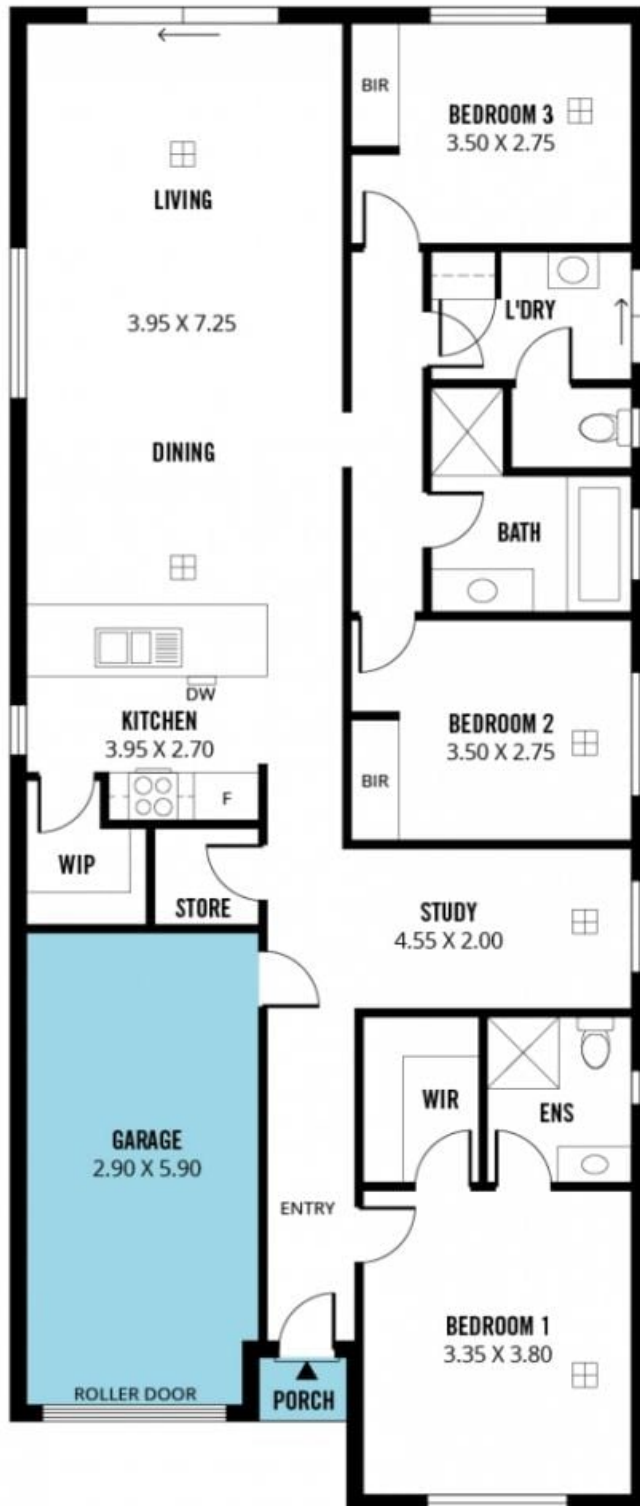 BIR
BEDROOM 3
3.50 X 2.75
LIVING
3.95 X 7.25
L'DRY
DINING
BATH
DW
KITCHEN
3.95 X 2.70
F
BEDROOM 2
3.50 X 2.75
BIR
WIP
STORE
STUDY
4.55 X 2.00
GARAGE
2.90 X 5.90
WIR
ENS
ENTRY
BEDROOM 1
3.35 X 3.80
ROLLER DOOR
PORCH